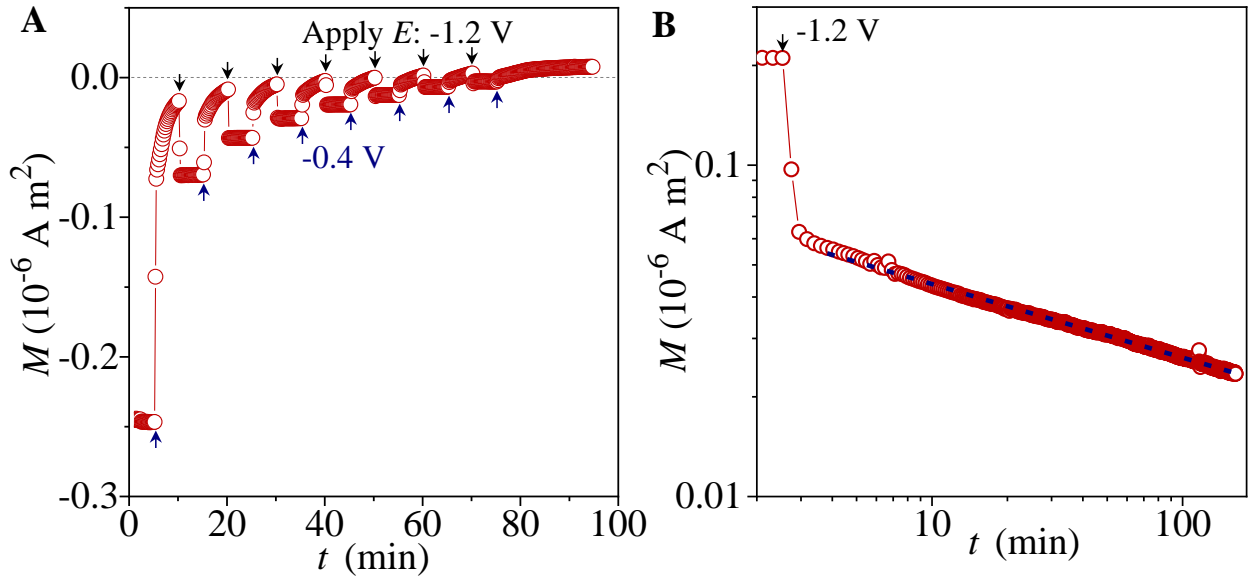 A
Apply E: -1.2 V
0.0
-0.1
-0.2
-0.3
-0.4 V
M (10⁻⁶ A m²)
0 20 40 60 80 100
t (min)
B
-1.2 V
0.1
0.01
M (10⁻⁶ A m²)
10 100
t (min)